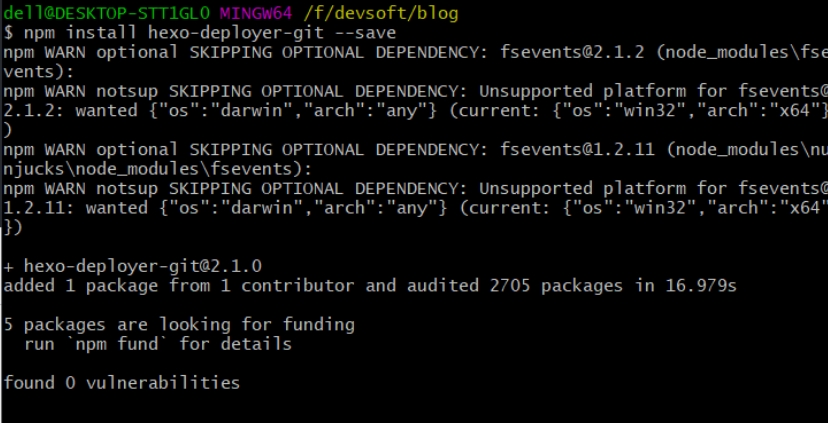 dell@DESKTOP-STT1GL0 MINGW64 /f/devsoft/blog
$ npm install hexo-deployer-git --save
npm WARN optional SKIPPING OPTIONAL DEPENDENCY: fsevents@2.1.2 (node_modules\fse
vents):
npm WARN notsup SKIPPING OPTIONAL DEPENDENCY: Unsupported platform for fsevents@
2.1.2: wanted {"os":"darwin","arch":"any"} (current: {"os":"win32","arch":"x64"}
)
npm WARN optional SKIPPING OPTIONAL DEPENDENCY: fsevents@1.2.11 (node_modules\nu
njucks\node_modules\fsevents):
npm WARN notsup SKIPPING OPTIONAL DEPENDENCY: Unsupported platform for fsevents@
1.2.11: wanted {"os":"darwin","arch":"any"} (current: {"os":"win32","arch":"x64"
})
+ hexo-deployer-git@2.1.0
added 1 package from 1 contributor and audited 2705 packages in 16.979s
5 packages are looking for funding
  run `npm fund` for details
found 0 vulnerabilities